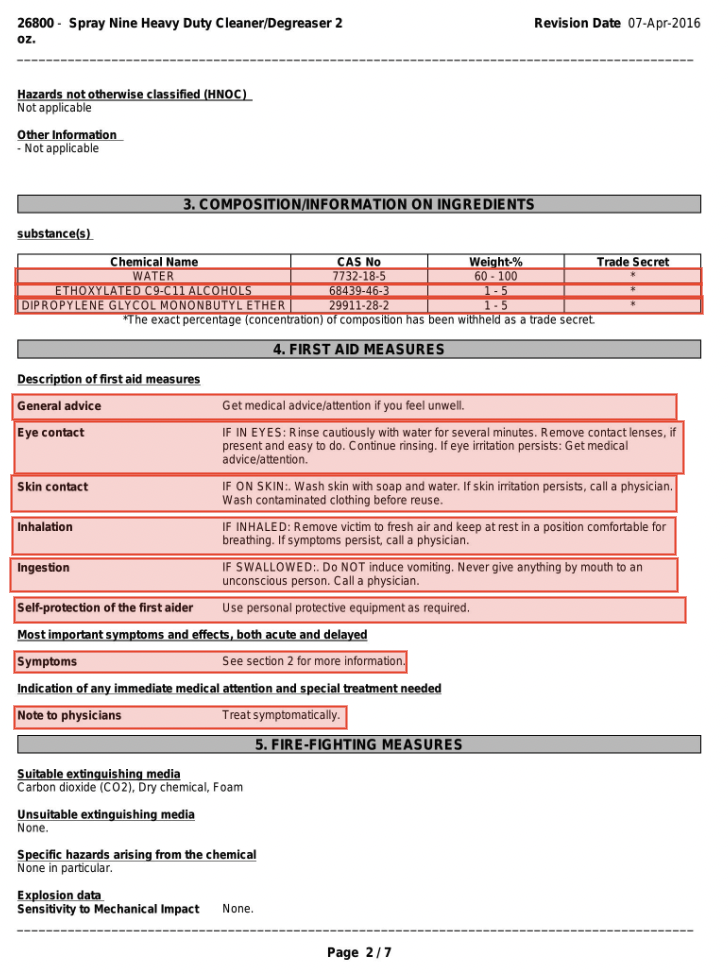 26800 - Spray Nine Heavy Duty Cleaner/Degreaser 2 oz.
Revision Date 07-Apr-2016
Hazards not otherwise classified (HNOC)
Not applicable
Other Information
- Not applicable
3. COMPOSITION/INFORMATION ON INGREDIENTS
substance(s)
Chemical Name CAS No Weight-% Trade Secret
WATER 7732-18-5 60 - 100 *
ETHOXYLATED C9-C11 ALCOHOLS 68439-46-3 1 - 5 *
DIPROPYLENE GLYCOL MONONBUTYL ETHER 29911-28-2 1 - 5 *
*The exact percentage (concentration) of composition has been withheld as a trade secret.
4. FIRST AID MEASURES
Description of first aid measures
General advice Get medical advice/attention if you feel unwell.
Eye contact IF IN EYES: Rinse cautiously with water for several minutes. Remove contact lenses, if
present and easy to do. Continue rinsing. If eye irritation persists: Get medical
advice/attention.
Skin contact IF ON SKIN:. Wash skin with soap and water. If skin irritation persists, call a physician.
Wash contaminated clothing before reuse.
Inhalation IF INHALED: Remove victim to fresh air and keep at rest in a position comfortable for
breathing. If symptoms persist, call a physician.
Ingestion IF SWALLOWED:. Do NOT induce vomiting. Never give anything by mouth to an
unconscious person. Call a physician.
Self-protection of the first aider Use personal protective equipment as required.
Most important symptoms and effects, both acute and delayed
Symptoms See section 2 for more information.
Indication of any immediate medical attention and special treatment needed
Note to physicians Treat symptomatically.
5. FIRE-FIGHTING MEASURES
Suitable extinguishing media
Carbon dioxide (CO2), Dry chemical, Foam
Unsuitable extinguishing media
None.
Specific hazards arising from the chemical
None in particular.
Explosion data
Sensitivity to Mechanical Impact None.
Page 2 / 7